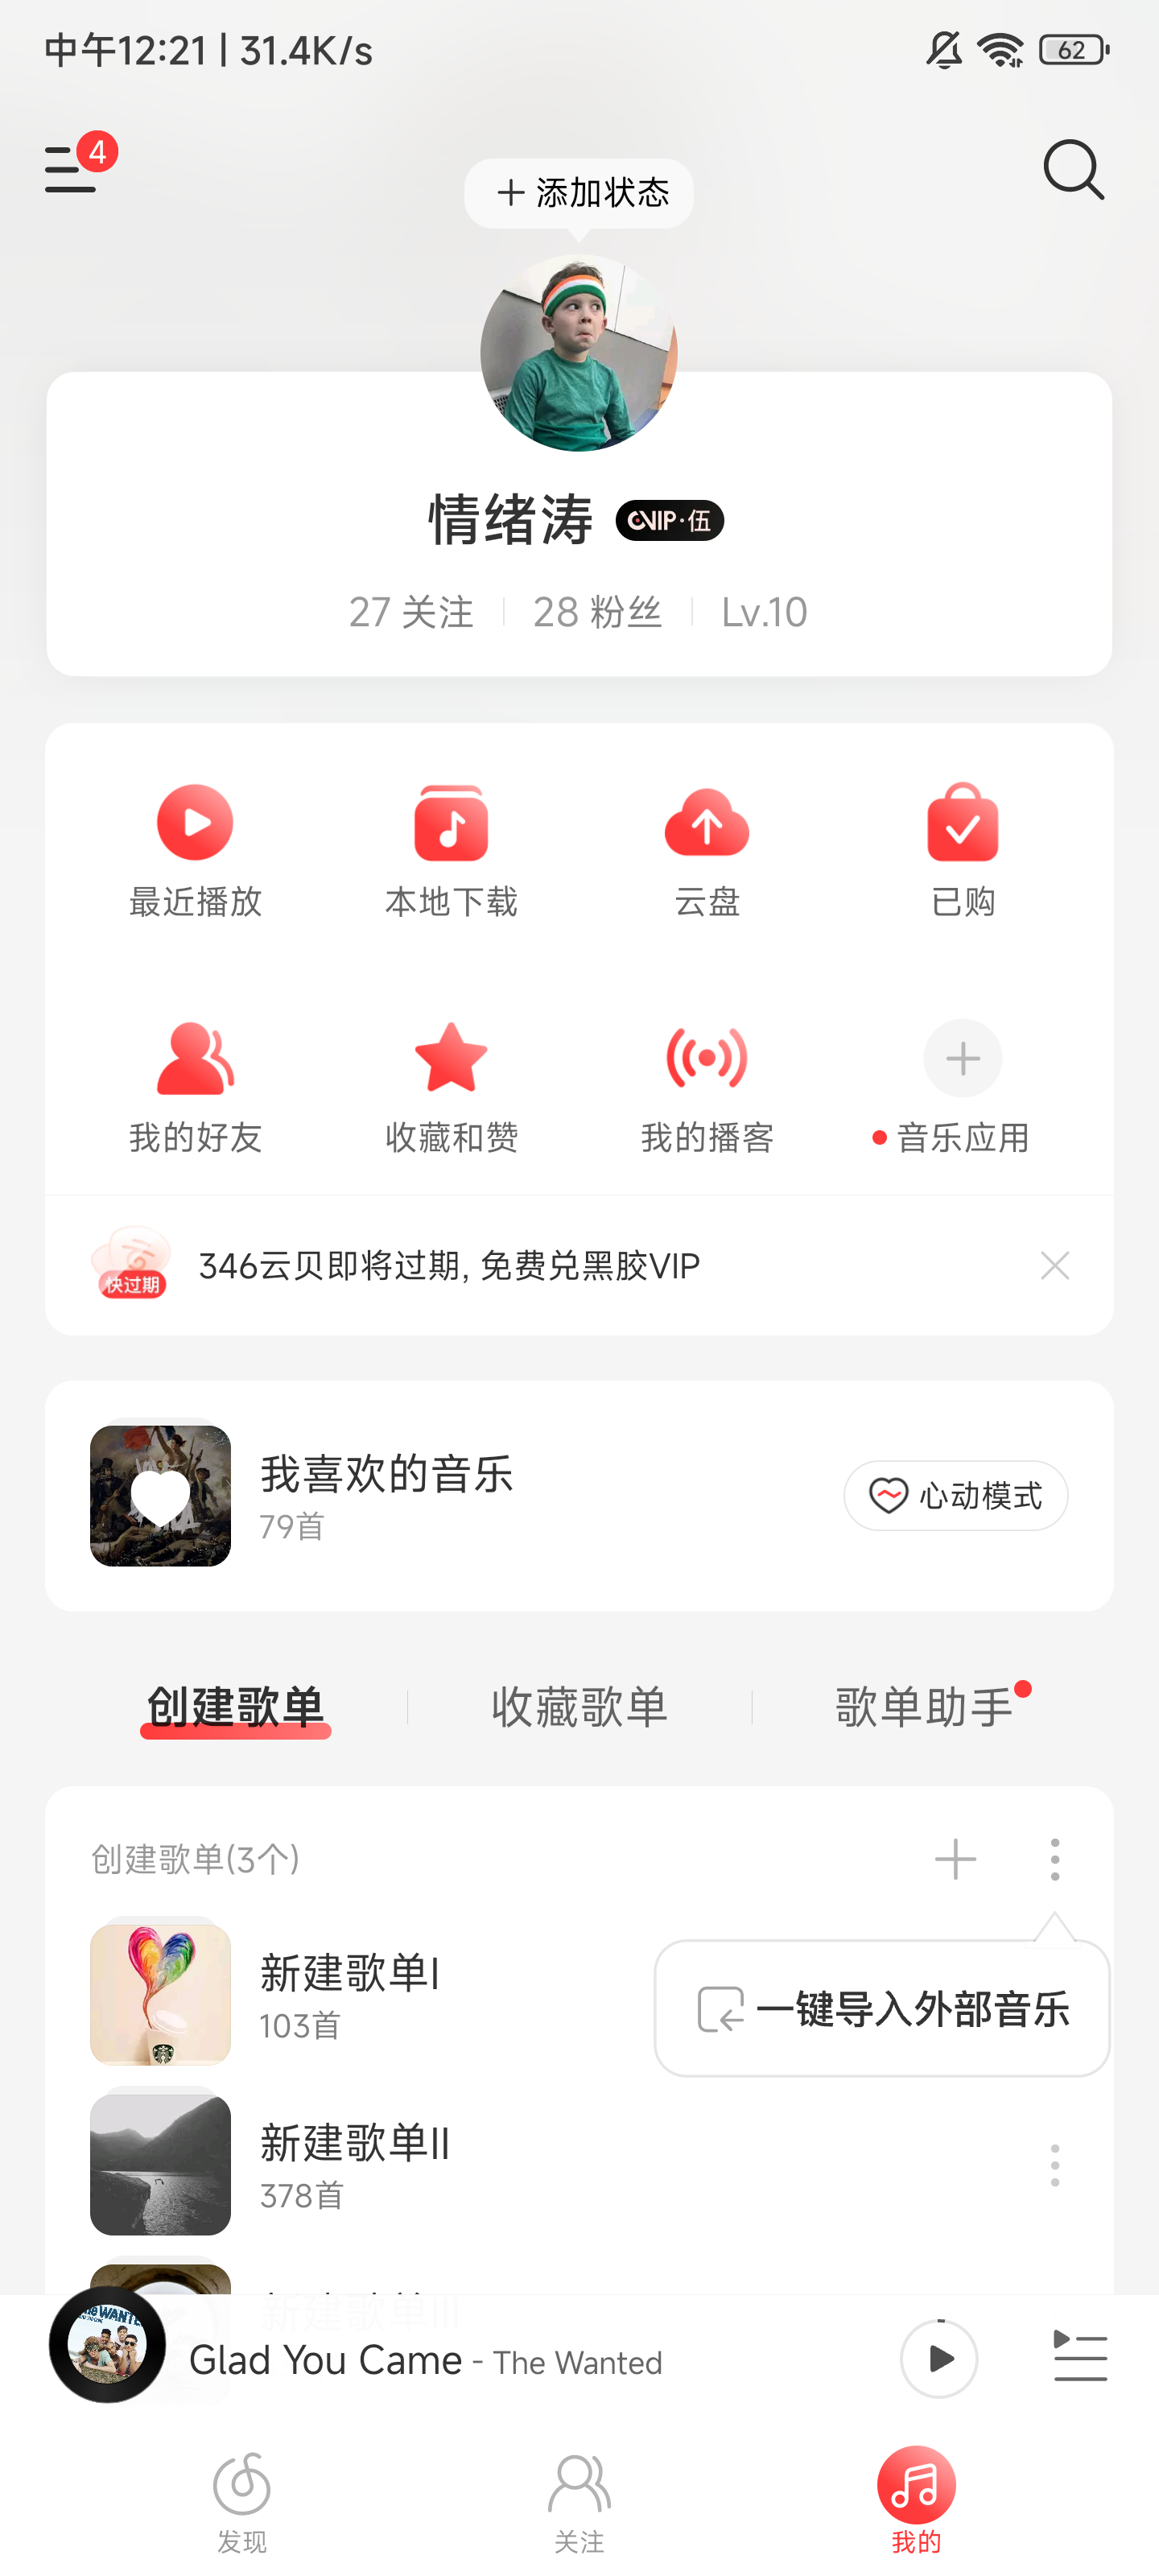 中午12:21 | 31.4K/s
62
4
添加状态
情绪涛 VIP·伍
27 关注 28 粉丝 Lv.10
最近播放 本地下载 云盘 已购
我的好友 收藏和赞 我的播客 音乐应用
快过期 346云贝即将过期, 免费兑黑胶VIP
我喜欢的音乐
79首
心动模式
创建歌单 收藏歌单 歌单助手
创建歌单(3个)
新建歌单I
103首
一键导入外部音乐
新建歌单II
378首
新建歌单III
Glad You Came - The Wanted
发现 关注 我的